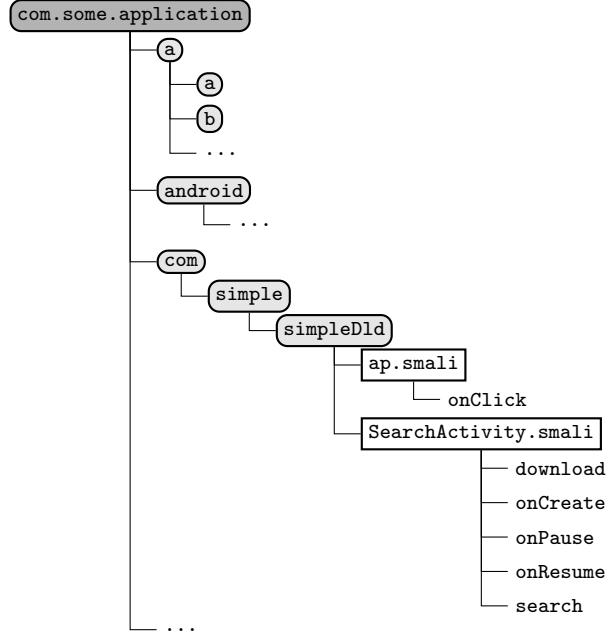 com.some.application
a
a
b
...
android
...
com
simple
simpleDld
ap.smali
onClick
SearchActivity.smali
download
onCreate
onPause
onResume
search
...